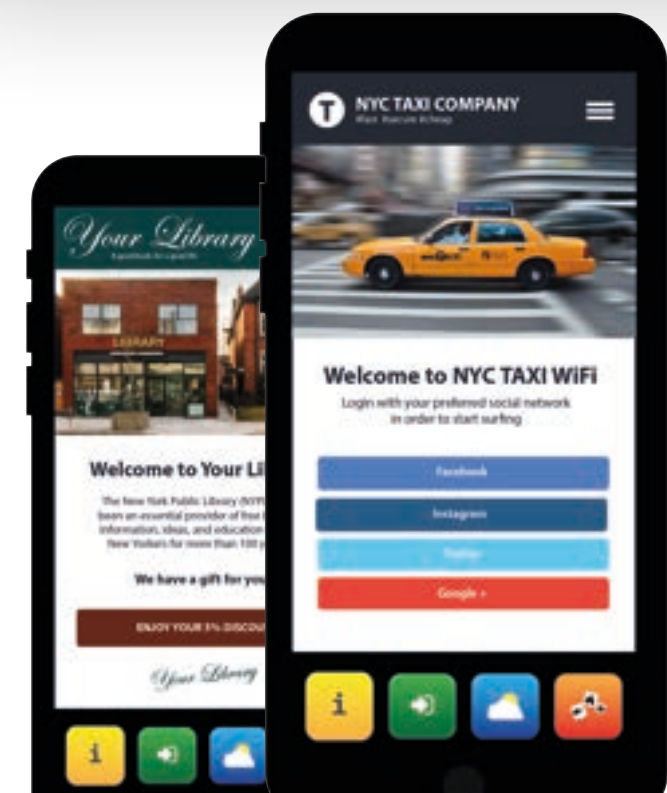 Your Library
LIBRARY
Welcome to Your Li
The New York Public Library (NYP
been an essential provider of free
information, ideas, and education
New Yorkers for more than 100 y
We have a gift for you
ENJOY YOUR 5% DISCOU
Your Library
i
T
NYC TAXI COMPANY
Welcome to NYC TAXI WiFi
Login with your preferred social network
in order to start surfing
Facebook
Instagram
Twitter
Google +
i